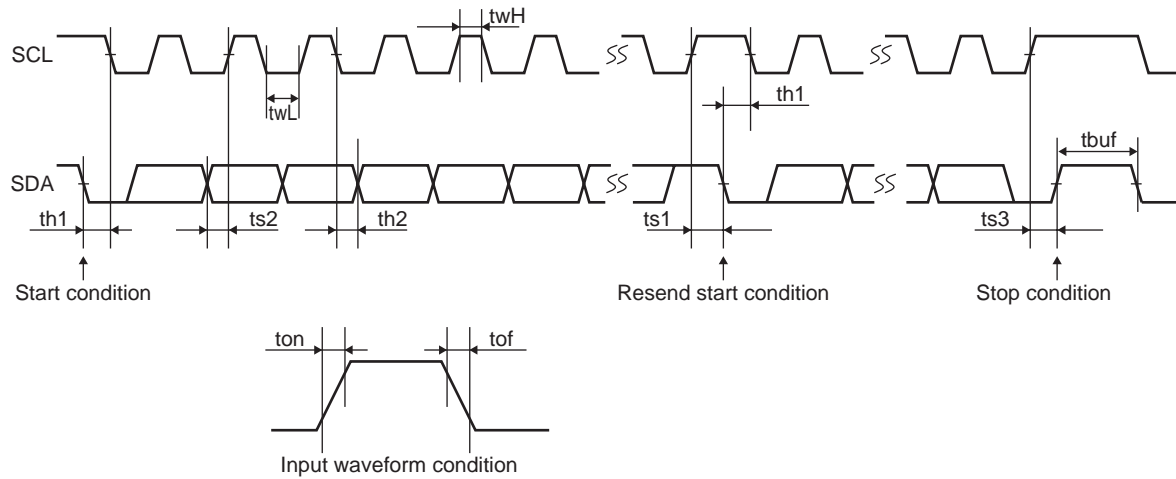 twH
SCL
twL
th1
tbuf
SDA
th1
ts2
th2
ts1
ts3
Start condition
Resend start condition
Stop condition
ton
tof
Input waveform condition